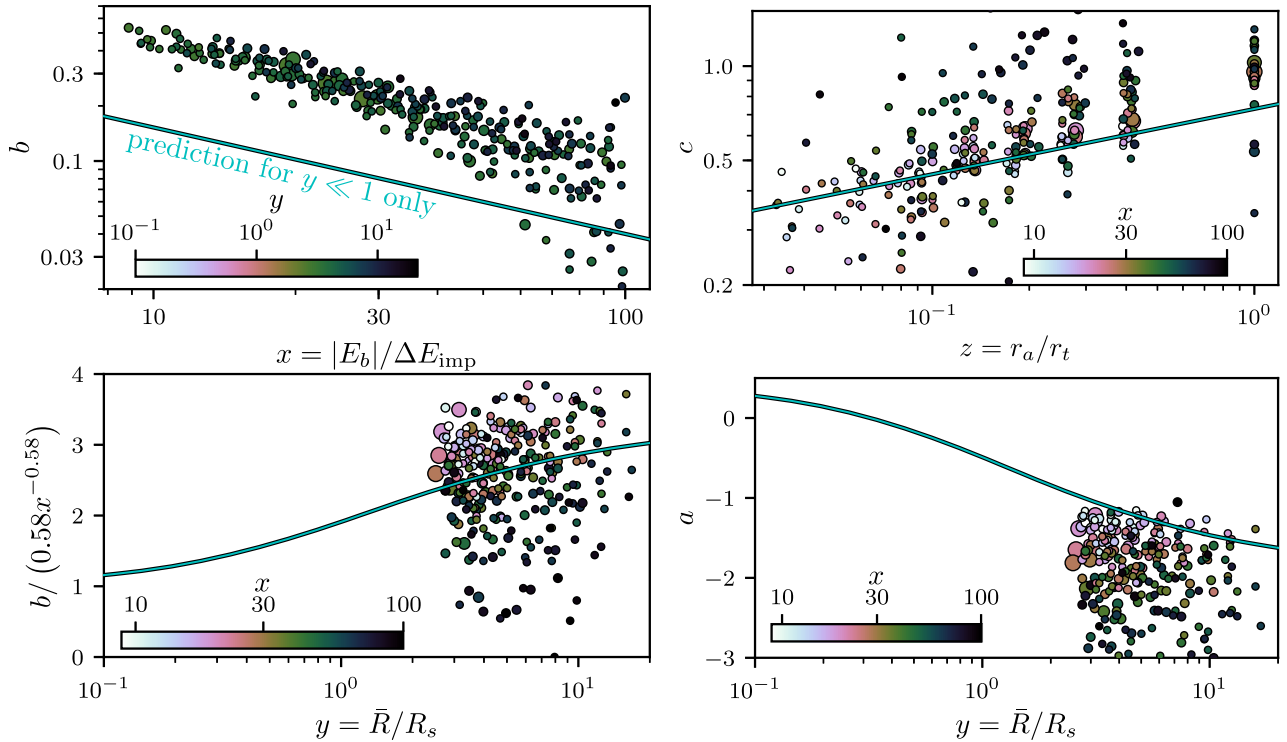 0.3
0.1
0.03
b
prediction for y ≪ 1 only
y
10⁻¹ 10⁰ 10¹
10 30 100
x = |E_b|/ΔE_imp
1.0
0.5
0.2
c
x
10 30 100
10⁻¹ 10⁰
z = r_a/r_t
4
3
2
1
0
b/(0.58x^{−0.58})
x
10 30 100
10⁻¹ 10⁰ 10¹
y = R̄/R_s
0
−1
−2
−3
a
x
10 30 100
10⁻¹ 10⁰ 10¹
y = R̄/R_s